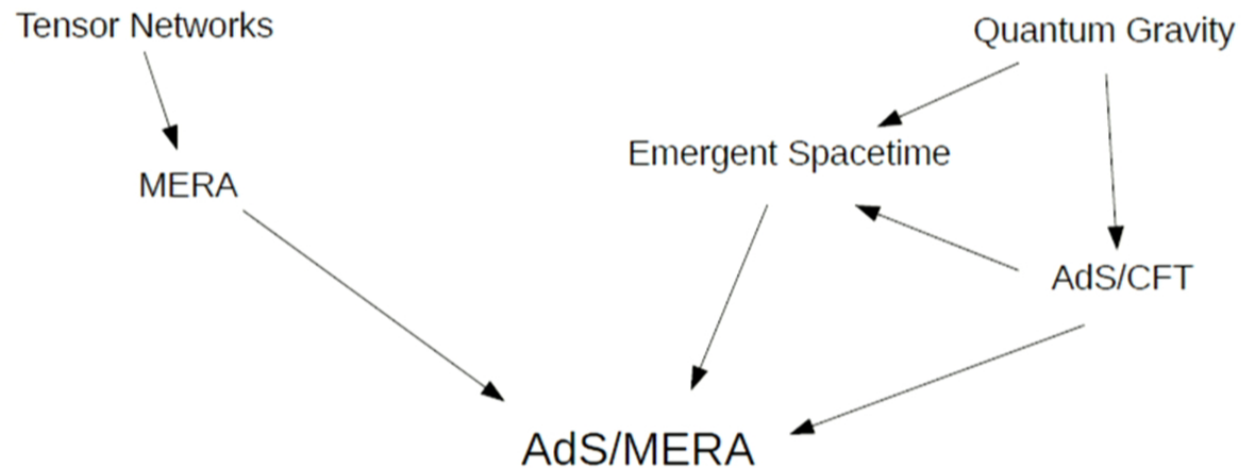 Tensor Networks
Quantum Gravity
Emergent Spacetime
MERA
AdS/CFT
AdS/MERA